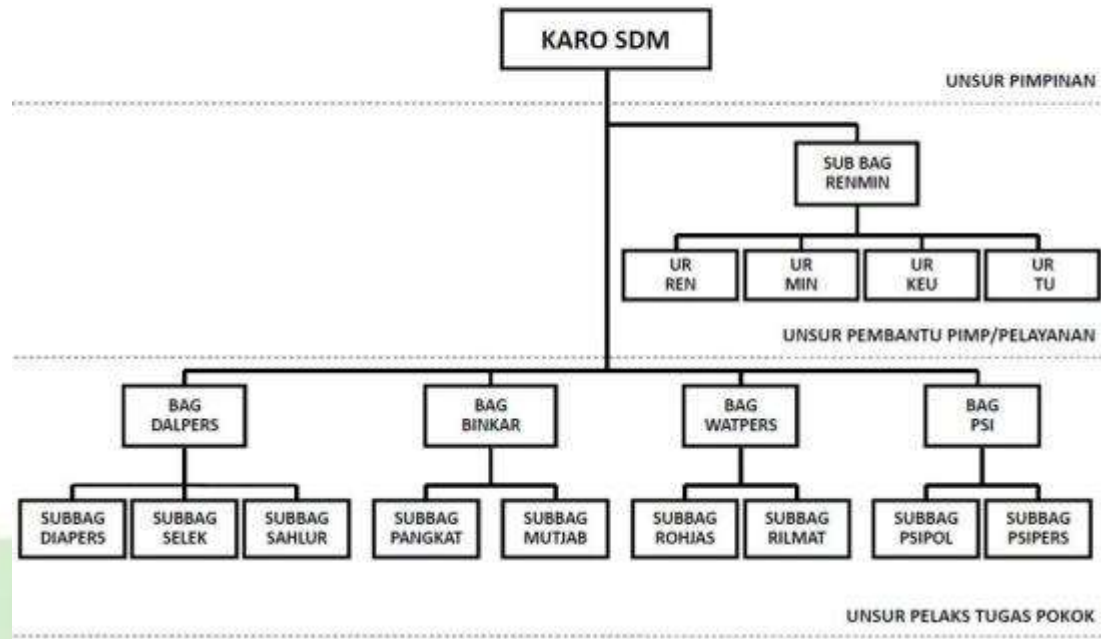 KARO SDM
UNSUR PIMPINAN
SUB BAG
RENMIN
UR
REN
UR
MIN
UR
KEU
UR
TU
UNSUR PEMBANTU PIMP/PELAYANAN
BAG
DALPERS
BAG
BINKAR
BAG
WATPERS
BAG
PSI
SUBBAG
DIAPERS
SUBBAG
SELEK
SUBBAG
SAHLUR
SUBBAG
PANGKAT
SUBBAG
MUTJAB
SUBBAG
ROHJAS
SUBBAG
RILMAT
SUBBAG
PSIPOL
SUBBAG
PSIPERS
UNSUR PELAKS TUGAS POKOK